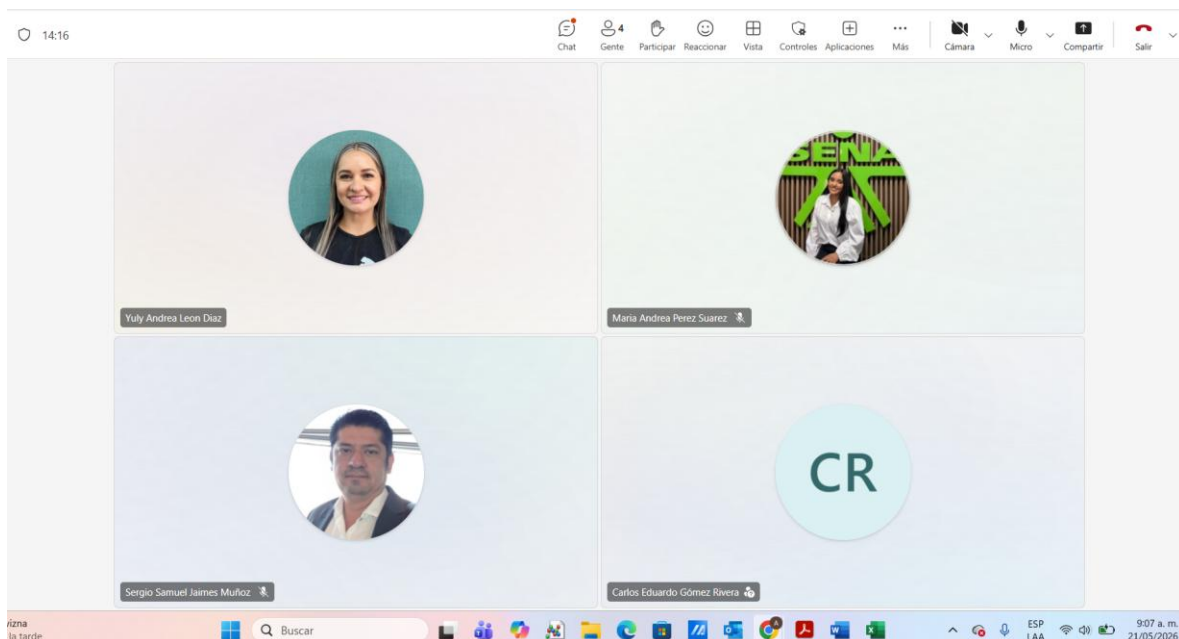 14:16
Chat
4
Gente
Participar
Reaccionar
Vista
Controles
Aplicaciones
Más
Cámara
Micro
Compartir
Salir
Yuly Andrea Leon Diaz
SENA
Maria Andrea Perez Suarez
Sergio Samuel Jaimes Muñoz
CR
Carlos Eduardo Gómez Rivera
vizna
la tarde
Buscar
ESP
LAA
9:07 a. m.
21/05/2026